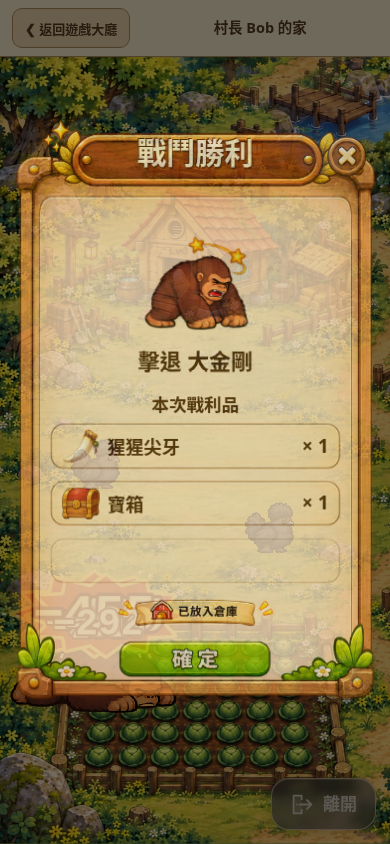 ❮ 返回遊戲大廳
村長 Bob 的家
戰鬥勝利
擊退 大金剛
本次戰利品
猩猩尖牙 × 1
寶箱 × 1
已放入倉庫
確定
離開